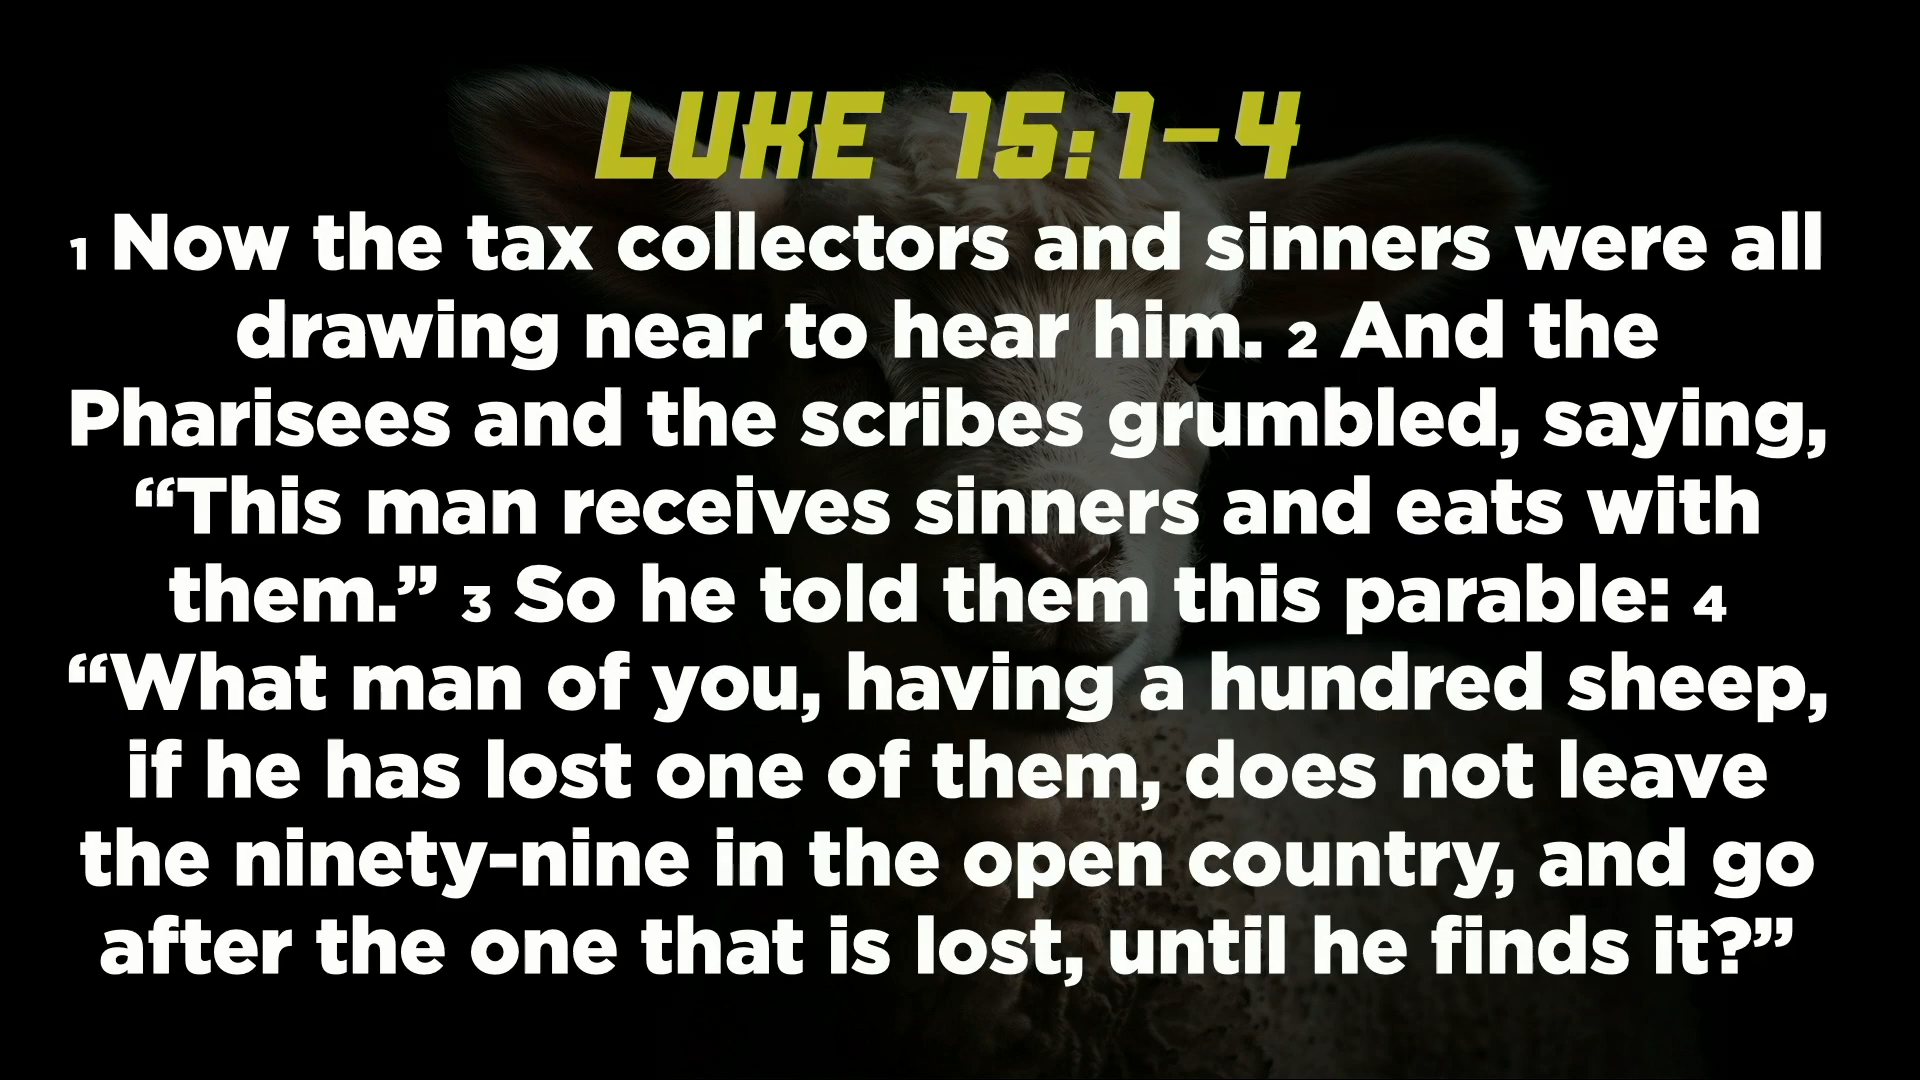 LUKE 15:1-4
1 Now the tax collectors and sinners were all
drawing near to hear him. 2 And the
Pharisees and the scribes grumbled, saying,
“This man receives sinners and eats with
them.” 3 So he told them this parable: 4
“What man of you, having a hundred sheep,
if he has lost one of them, does not leave
the ninety-nine in the open country, and go
after the one that is lost, until he finds it?”